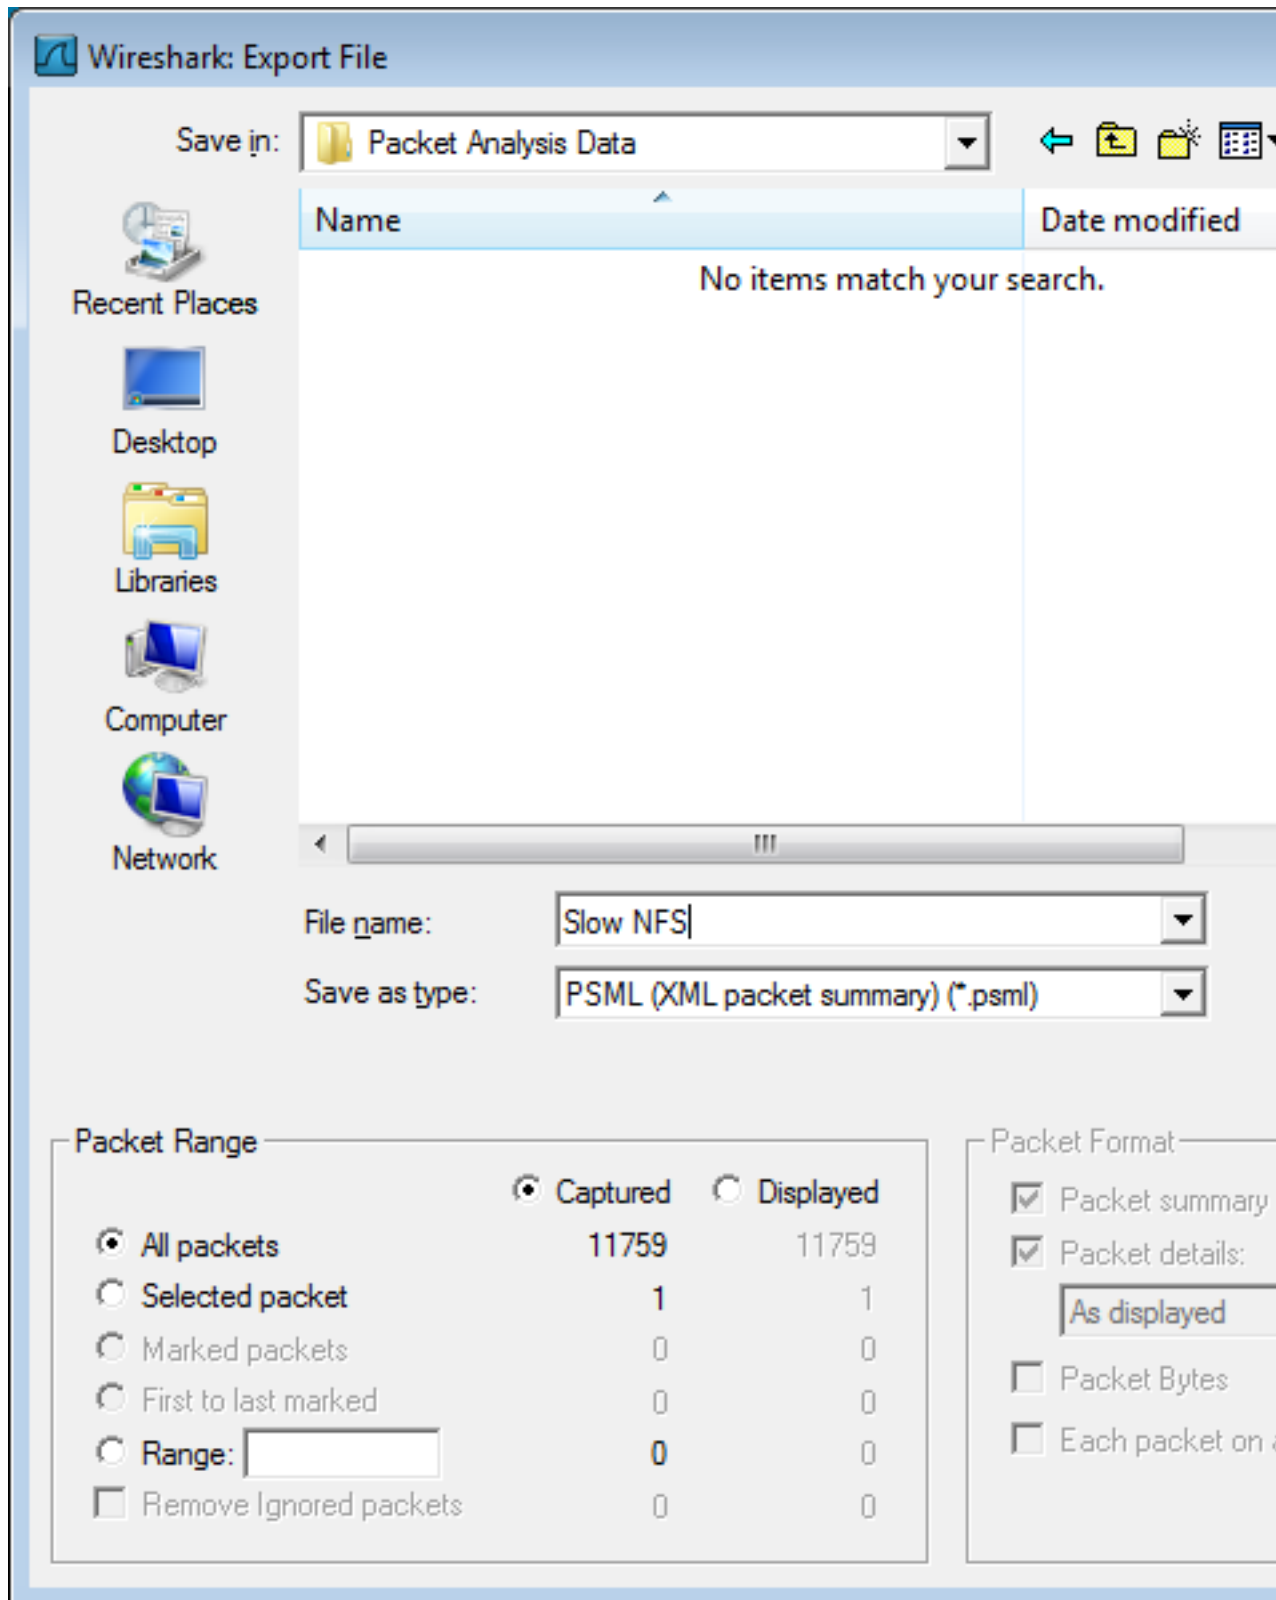 Wireshark: Export File
Save in: Packet Analysis Data
Name Date modified
No items match your search.
Recent Places
Desktop
Libraries
Computer
Network
File name: Slow NFS
Save as type: PSML (XML packet summary) (*.psml)
Packet Range
Captured Displayed
All packets 11759 11759
Selected packet 1 1
Marked packets 0 0
First to last marked 0 0
Range: 0 0
Remove Ignored packets 0 0
Packet Format
Packet summary
Packet details:
As displayed
Packet Bytes
Each packet on